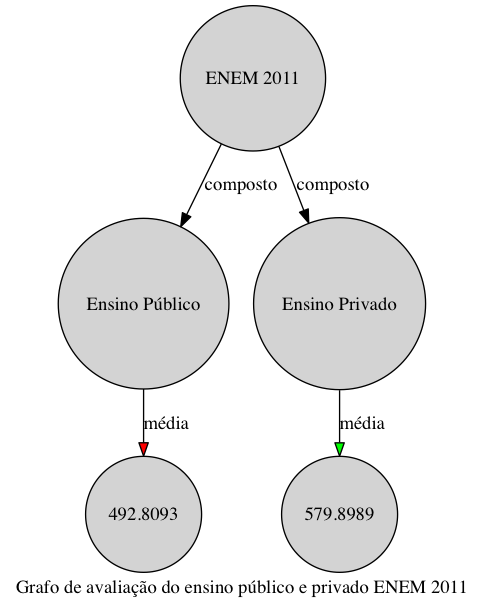 ENEM 2011
composto
composto
Ensino Público
Ensino Privado
média
média
492.8093
579.8989
Grafo de avaliação do ensino público e privado ENEM 2011